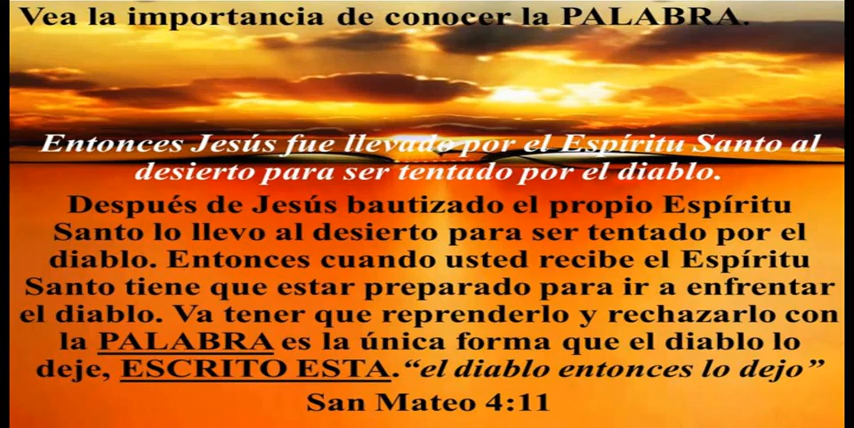 Vea la importancia de conocer la PALABRA.
Entonces Jesús fue llevado por el Espíritu Santo al
desierto para ser tentado por el diablo.
Después de Jesús bautizado el propio Espíritu
Santo lo llevo al desierto para ser tentado por el
diablo. Entonces cuando usted recibe el Espíritu
Santo tiene que estar preparado para ir a enfrentar
el diablo. Va tener que reprenderlo y rechazarlo con
la PALABRA es la única forma que el diablo lo
deje, ESCRITO ESTA.“el diablo entonces lo dejo”
San Mateo 4:11